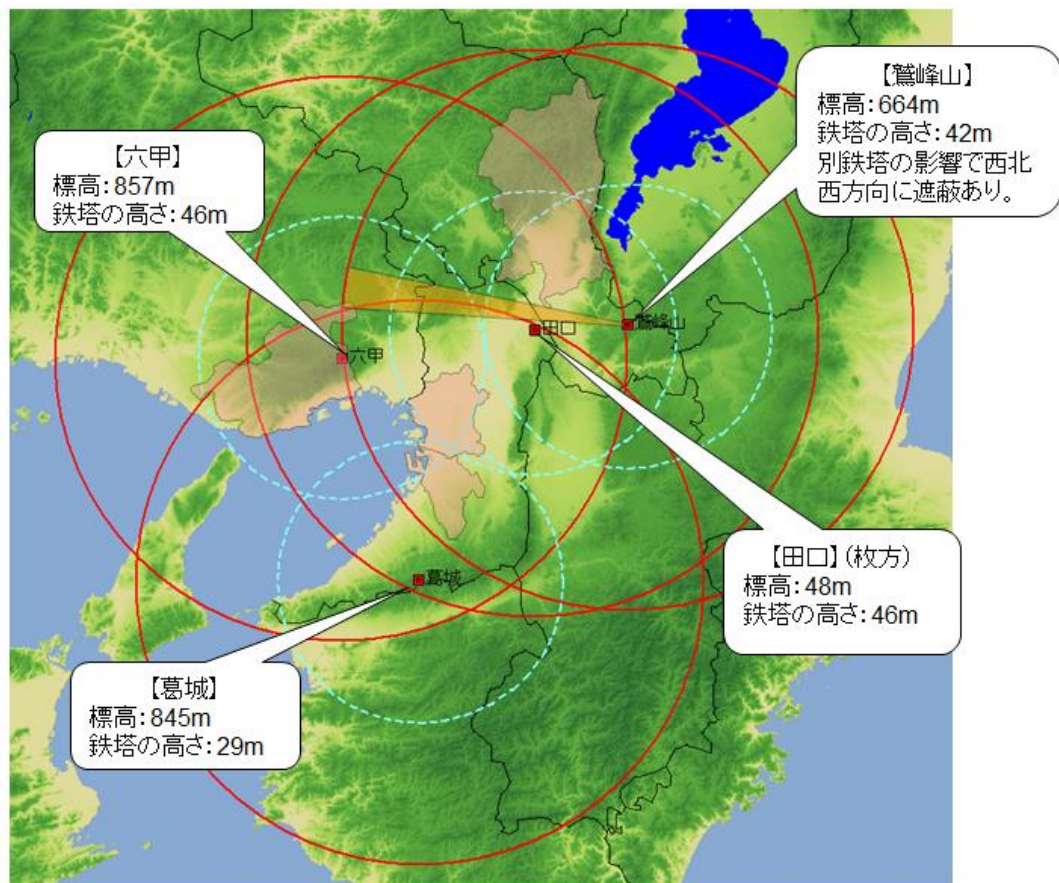 【鷲峰山】
標高:664m
鉄塔の高さ:42m
別鉄塔の影響で西北
西方向に遮蔽あり。
【六甲】
標高:857m
鉄塔の高さ:46m
鷲峰山
田口
六甲
【田口】(枚方)
標高:48m
鉄塔の高さ:46m
葛城
【葛城】
標高:845m
鉄塔の高さ:29m